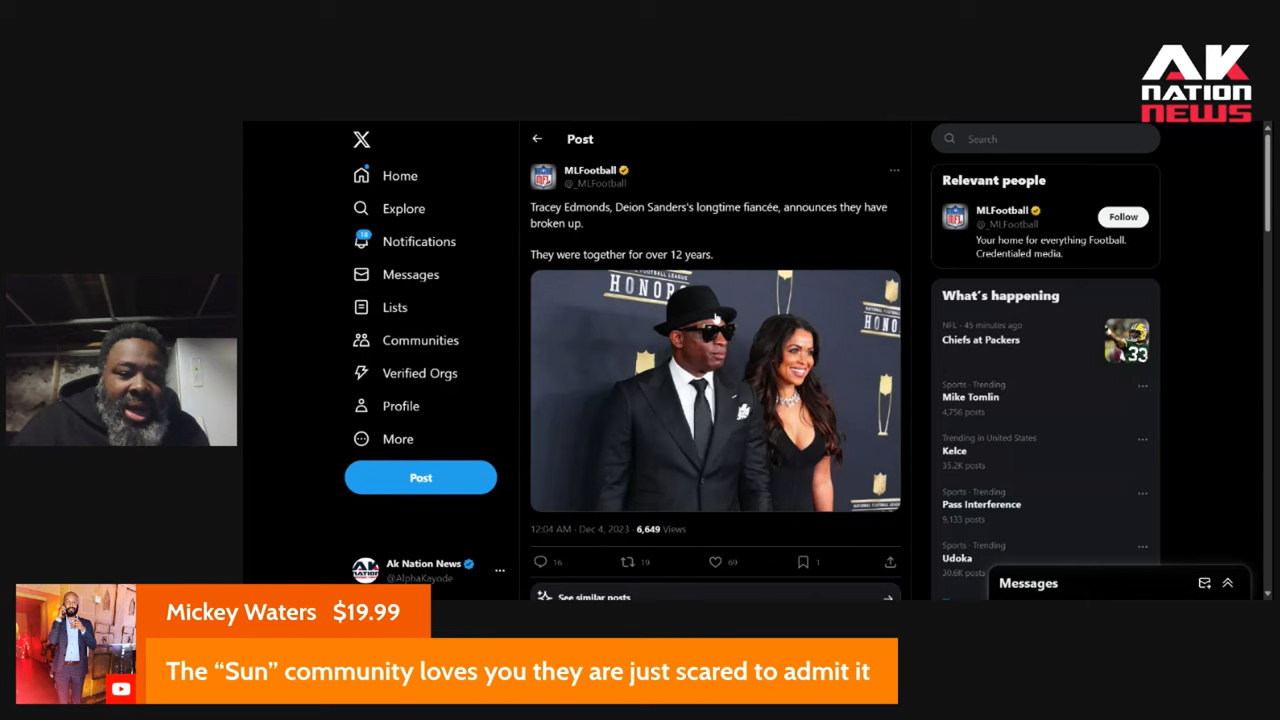 AK
NATION
NEWS
X
Home
Explore
18
Notifications
Messages
Lists
Communities
Verified Orgs
Profile
More
Post
Ak Nation News
@AlphaKayode
Post
MLFootball
@_MLFootball
Tracey Edmonds, Deion Sanders's longtime fiancée, announces they have
broken up.
They were together for over 12 years.
FOOTBALL LEAGUE
HONORS
HONO
12:04 AM · Dec 4, 2023 · 6,649 Views
16 19 69 1
See similar posts
Search
Relevant people
MLFootball
@_MLFootball
Follow
Your home for everything Football.
Credentialed media.
What's happening
NFL · 45 minutes ago
Chiefs at Packers
33
Sports · Trending
Mike Tomlin
4,756 posts
Trending in United States
Kelce
35.2K posts
Sports · Trending
Pass Interference
9,133 posts
Sports · Trending
Udoka
30.6K posts
Messages
Mickey Waters $19.99
The “Sun” community loves you they are just scared to admit it